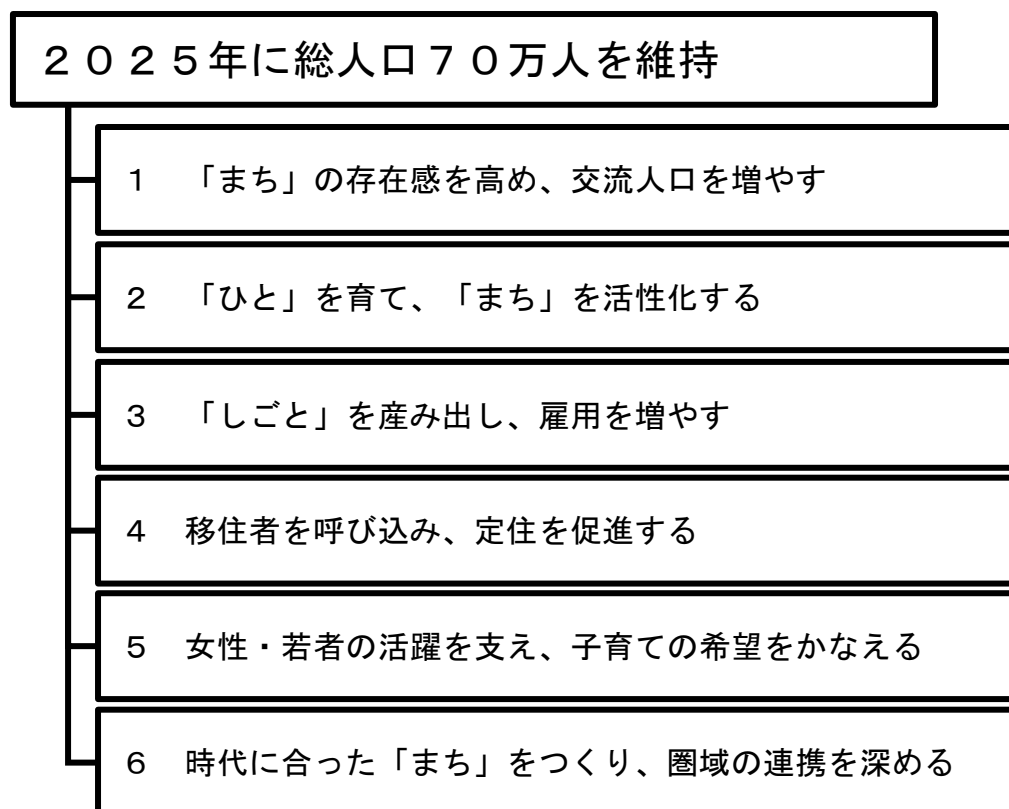 ２０２５年に総人口７０万人を維持
１　「まち」の存在感を高め、交流人口を増やす
２　「ひと」を育て、「まち」を活性化する
３　「しごと」を産み出し、雇用を増やす
４　移住者を呼び込み、定住を促進する
５　女性・若者の活躍を支え、子育ての希望をかなえる
６　時代に合った「まち」をつくり、圏域の連携を深める